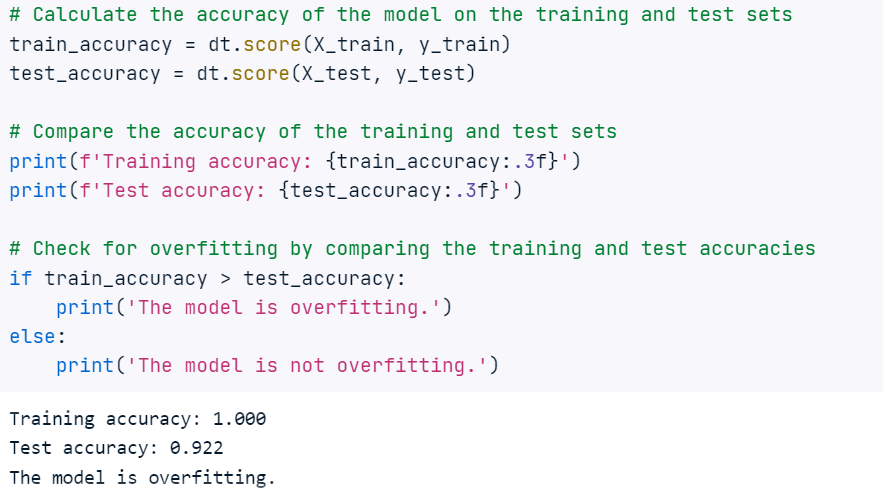 # Calculate the accuracy of the model on the training and test sets
train_accuracy = dt.score(X_train, y_train)
test_accuracy = dt.score(X_test, y_test)

# Compare the accuracy of the training and test sets
print(f'Training accuracy: {train_accuracy:.3f}')
print(f'Test accuracy: {test_accuracy:.3f}')

# Check for overfitting by comparing the training and test accuracies
if train_accuracy > test_accuracy:
    print('The model is overfitting.')
else:
    print('The model is not overfitting.')
Training accuracy: 1.000
Test accuracy: 0.922
The model is overfitting.